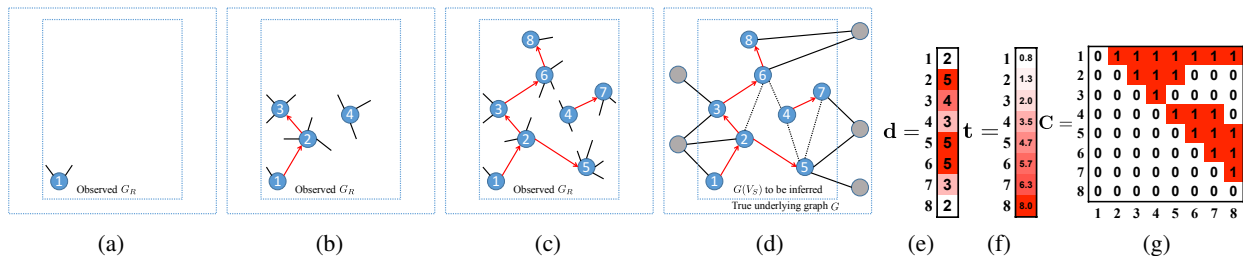 1
Observed G_R
(a)
3
4
2
1
Observed G_R
(b)
8
6
7
3
4
2
5
1
Observed G_R
(c)
8
6
7
3
4
2
5
1
G(V_S) to be inferred
True underlying graph G
(d)
d =
1 2
2 5
3 4
4 3
5 5
6 5
7 3
8 2
(e)
t =
1 0.8
2 1.3
3 2.0
4 3.5
5 4.7
6 5.7
7 6.3
8 8.0
(f)
C =
1 0 1 1 1 1 1 1 1
2 0 0 1 1 1 0 0 0
3 0 0 0 1 0 0 0 0
4 0 0 0 0 1 1 1 0
5 0 0 0 0 0 1 1 1
6 0 0 0 0 0 0 1 1
7 0 0 0 0 0 0 0 1
8 0 0 0 0 0 0 0 0
1 2 3 4 5 6 7 8
(g)